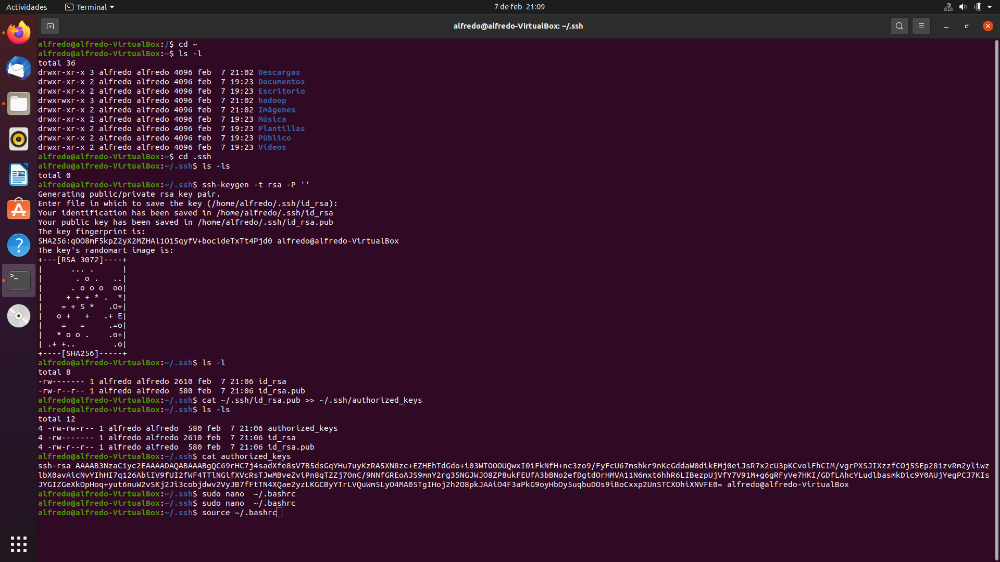 Actividades Terminal 7 de feb 21:09
alfredo@alfredo-VirtualBox: ~/.ssh
alfredo@alfredo-VirtualBox:/$ cd ~
alfredo@alfredo-VirtualBox:~$ ls -l
total 36
drwxr-xr-x 3 alfredo alfredo 4096 feb  7 21:02 Descargas
drwxr-xr-x 2 alfredo alfredo 4096 feb  7 19:23 Documentos
drwxr-xr-x 2 alfredo alfredo 4096 feb  7 19:23 Escritorio
drwxrwxr-x 3 alfredo alfredo 4096 feb  7 21:02 hadoop
drwxr-xr-x 2 alfredo alfredo 4096 feb  7 21:02 Imágenes
drwxr-xr-x 2 alfredo alfredo 4096 feb  7 19:23 Música
drwxr-xr-x 2 alfredo alfredo 4096 feb  7 19:23 Plantillas
drwxr-xr-x 2 alfredo alfredo 4096 feb  7 19:23 Público
drwxr-xr-x 2 alfredo alfredo 4096 feb  7 19:23 Vídeos
alfredo@alfredo-VirtualBox:~$ cd .ssh
alfredo@alfredo-VirtualBox:~/.ssh$ ls -ls
total 0
alfredo@alfredo-VirtualBox:~/.ssh$ ssh-keygen -t rsa -P ''
Generating public/private rsa key pair.
Enter file in which to save the key (/home/alfredo/.ssh/id_rsa):
Your identification has been saved in /home/alfredo/.ssh/id_rsa
Your public key has been saved in /home/alfredo/.ssh/id_rsa.pub
The key fingerprint is:
SHA256:qOO8mF5kpZ2yX2MZHAl1O15qyfV+bocldeTxTt4Pjd0 alfredo@alfredo-VirtualBox
The key's randomart image is:
+---[RSA 3072]----+
|      ... .      |
|       . o .   ..|
|      . o o o  oo|
|     + + + * .  *|
|    = + S *   .O+|
|   o +   +   .+ E|
|    =   =     .=o|
|   * o o .    .o+|
| .+ +..        .o|
+----[SHA256]-----+
alfredo@alfredo-VirtualBox:~/.ssh$ ls -l
total 8
-rw------- 1 alfredo alfredo 2610 feb  7 21:06 id_rsa
-rw-r--r-- 1 alfredo alfredo  580 feb  7 21:06 id_rsa.pub
alfredo@alfredo-VirtualBox:~/.ssh$ cat ~/.ssh/id_rsa.pub >> ~/.ssh/authorized_keys
alfredo@alfredo-VirtualBox:~/.ssh$ ls -ls
total 12
4 -rw-rw-r-- 1 alfredo alfredo  580 feb  7 21:06 authorized_keys
4 -rw------- 1 alfredo alfredo 2610 feb  7 21:06 id_rsa
4 -rw-r--r-- 1 alfredo alfredo  580 feb  7 21:06 id_rsa.pub
alfredo@alfredo-VirtualBox:~/.ssh$ cat authorized_keys
ssh-rsa AAAAB3NzaC1yc2EAAAADAQABAAABgQC69rHC7j4sadXfe8sV7B5dsGqYHu7uyKzRA5XN8zc+EZHEhTdGdo+i03WTOOOUQwxI0iFkNfH+nc3zo9/FyFcU67mshkr9nKcGddaW0dikEMj0eiJsR7x2cU3pKCvolFhCIM/vgrPXSJIXzzfCOj5SEp281zvRm2yliwz
lbX0avAicNvYIhHI7q126AbiIV9fUI2fWF4TTlNGifXVcRsTJwMBveZviPn8qTZZj7OnC/9NNfGREoAJS9mnY2rg35NGJWJO8ZP8ukFEUfA3bBNo2efDgtdOrHMVA11N6mxt6hhR6LIBezpUjVfY7V91M+g6gRFyVe7HKI/GDfLAhcYLudlbasmkDic9Y0AUjYegPCJ7KIs
JYGIZGeXkOpHoq+yut6nuW2vSKj2Ji3cobjdwv2VyJB7fFtTN4XQae2yzLKGCByYTrLVQuWm5LyO4MA05TgIHoj2h2O8pkJAAiO4F3aPkG9oyHbOy5uqbuDOs9iBoCxxp2UnSTCXOhiXNVFE0= alfredo@alfredo-VirtualBox
alfredo@alfredo-VirtualBox:~/.ssh$ sudo nano  ~/.bashrc
alfredo@alfredo-VirtualBox:~/.ssh$ sudo nano  ~/.bashrc
alfredo@alfredo-VirtualBox:~/.ssh$ source ~/.bashrc